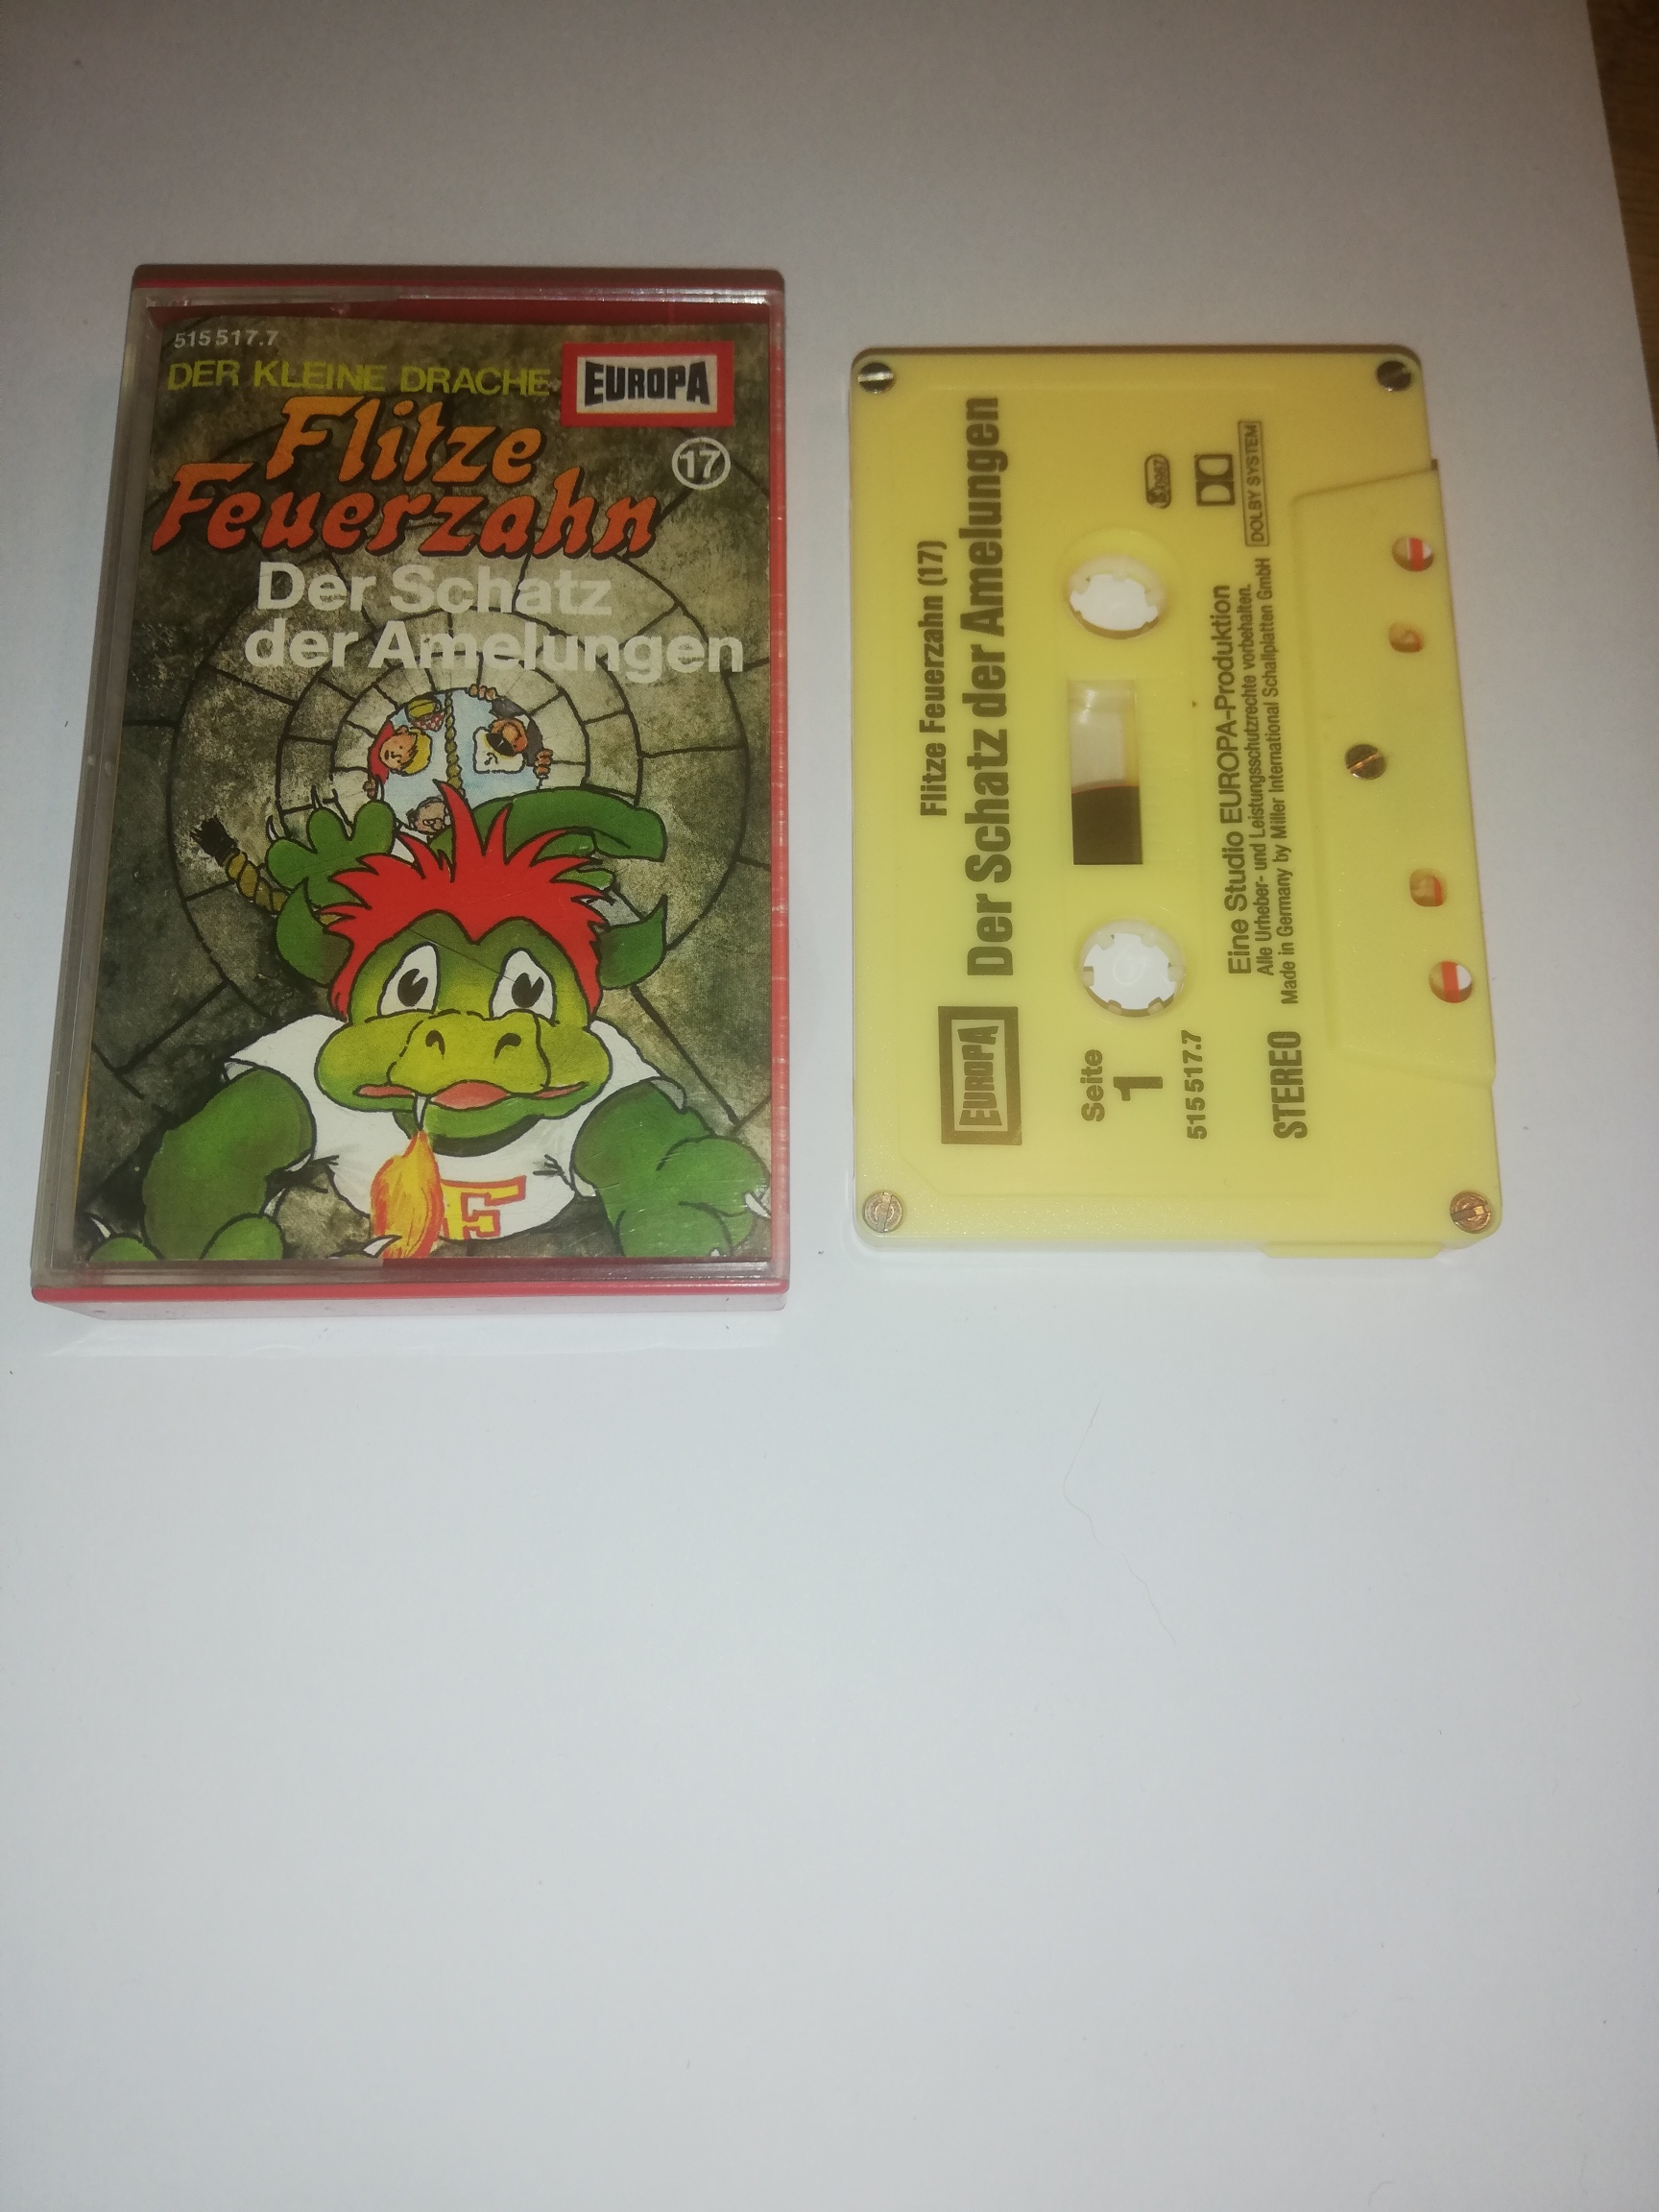 515 517.7
DER KLEINE DRACHE
EUROPA
Flitze
Feuerzahn
17
Der Schatz
der Amelungen
F
Flitze Feuerzahn (17)
EUROPA Der Schatz der Amelungen
Seite
1
515 517.7
Eine Studio EUROPA-Produktion
Alle Urheber- und Leistungsschutzrechte vorbehalten.
STEREO Made in Germany by Miller International Schallplatten GmbH
DOLBY SYSTEM